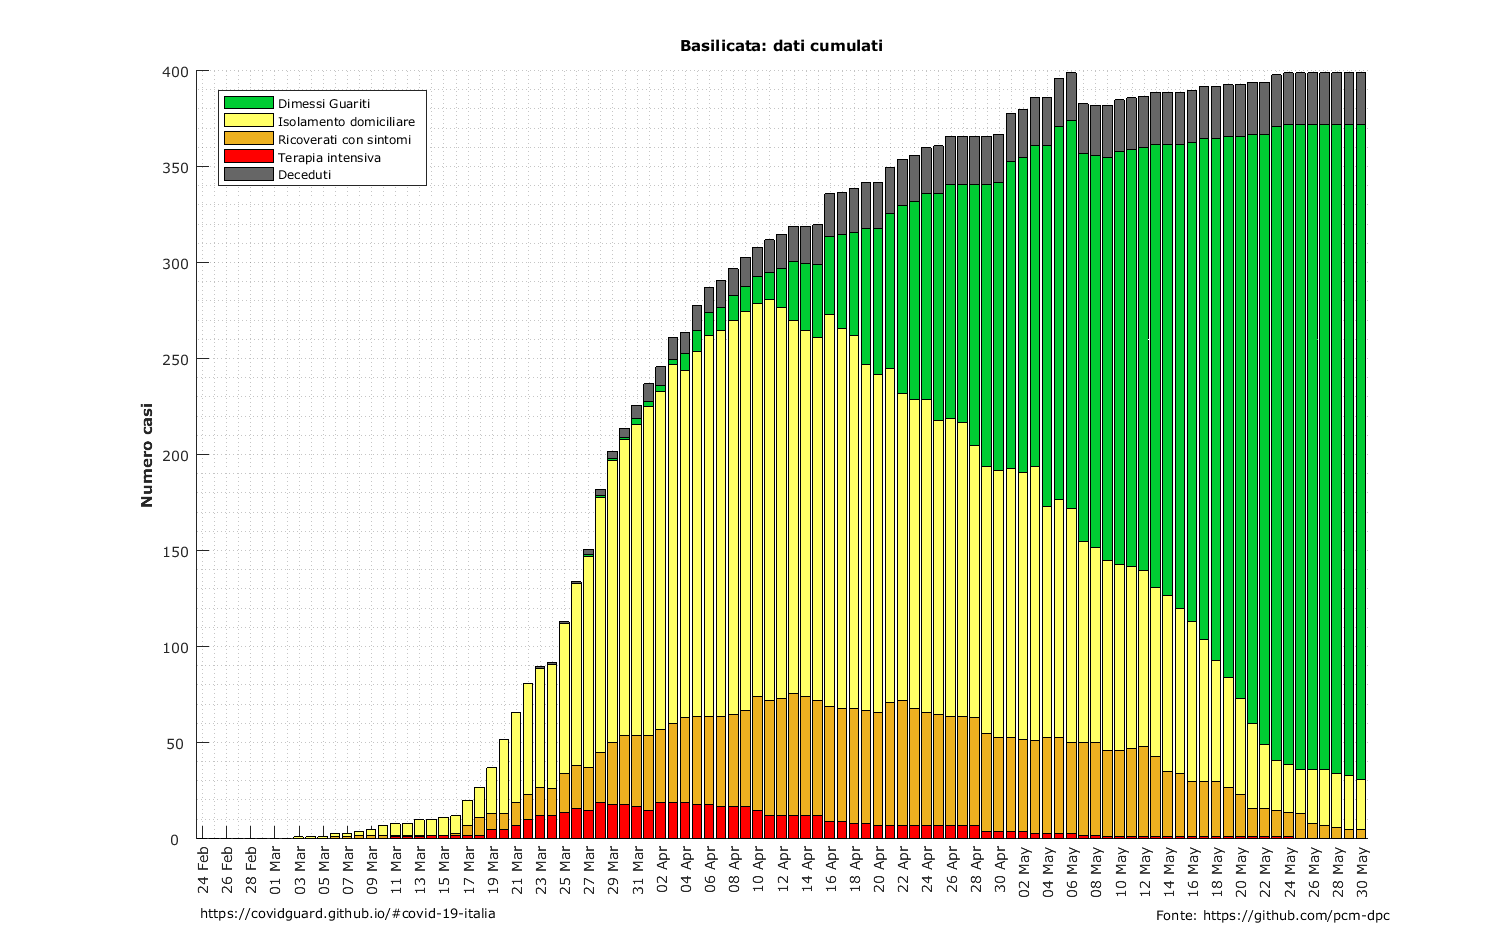 Basilicata: dati cumulati
400
350
300
250
200
150
100
50
0
Numero casi
Dimessi Guariti
Isolamento domiciliare
Ricoverati con sintomi
Terapia intensiva
Deceduti
24 Feb
26 Feb
28 Feb
01 Mar
03 Mar
05 Mar
07 Mar
09 Mar
11 Mar
13 Mar
15 Mar
17 Mar
19 Mar
21 Mar
23 Mar
25 Mar
27 Mar
29 Mar
31 Mar
02 Apr
04 Apr
06 Apr
08 Apr
10 Apr
12 Apr
14 Apr
16 Apr
18 Apr
20 Apr
22 Apr
24 Apr
26 Apr
28 Apr
30 Apr
02 May
04 May
06 May
08 May
10 May
12 May
14 May
16 May
18 May
20 May
22 May
24 May
26 May
28 May
30 May
https://covidguard.github.io/#covid-19-italia
Fonte: https://github.com/pcm-dpc